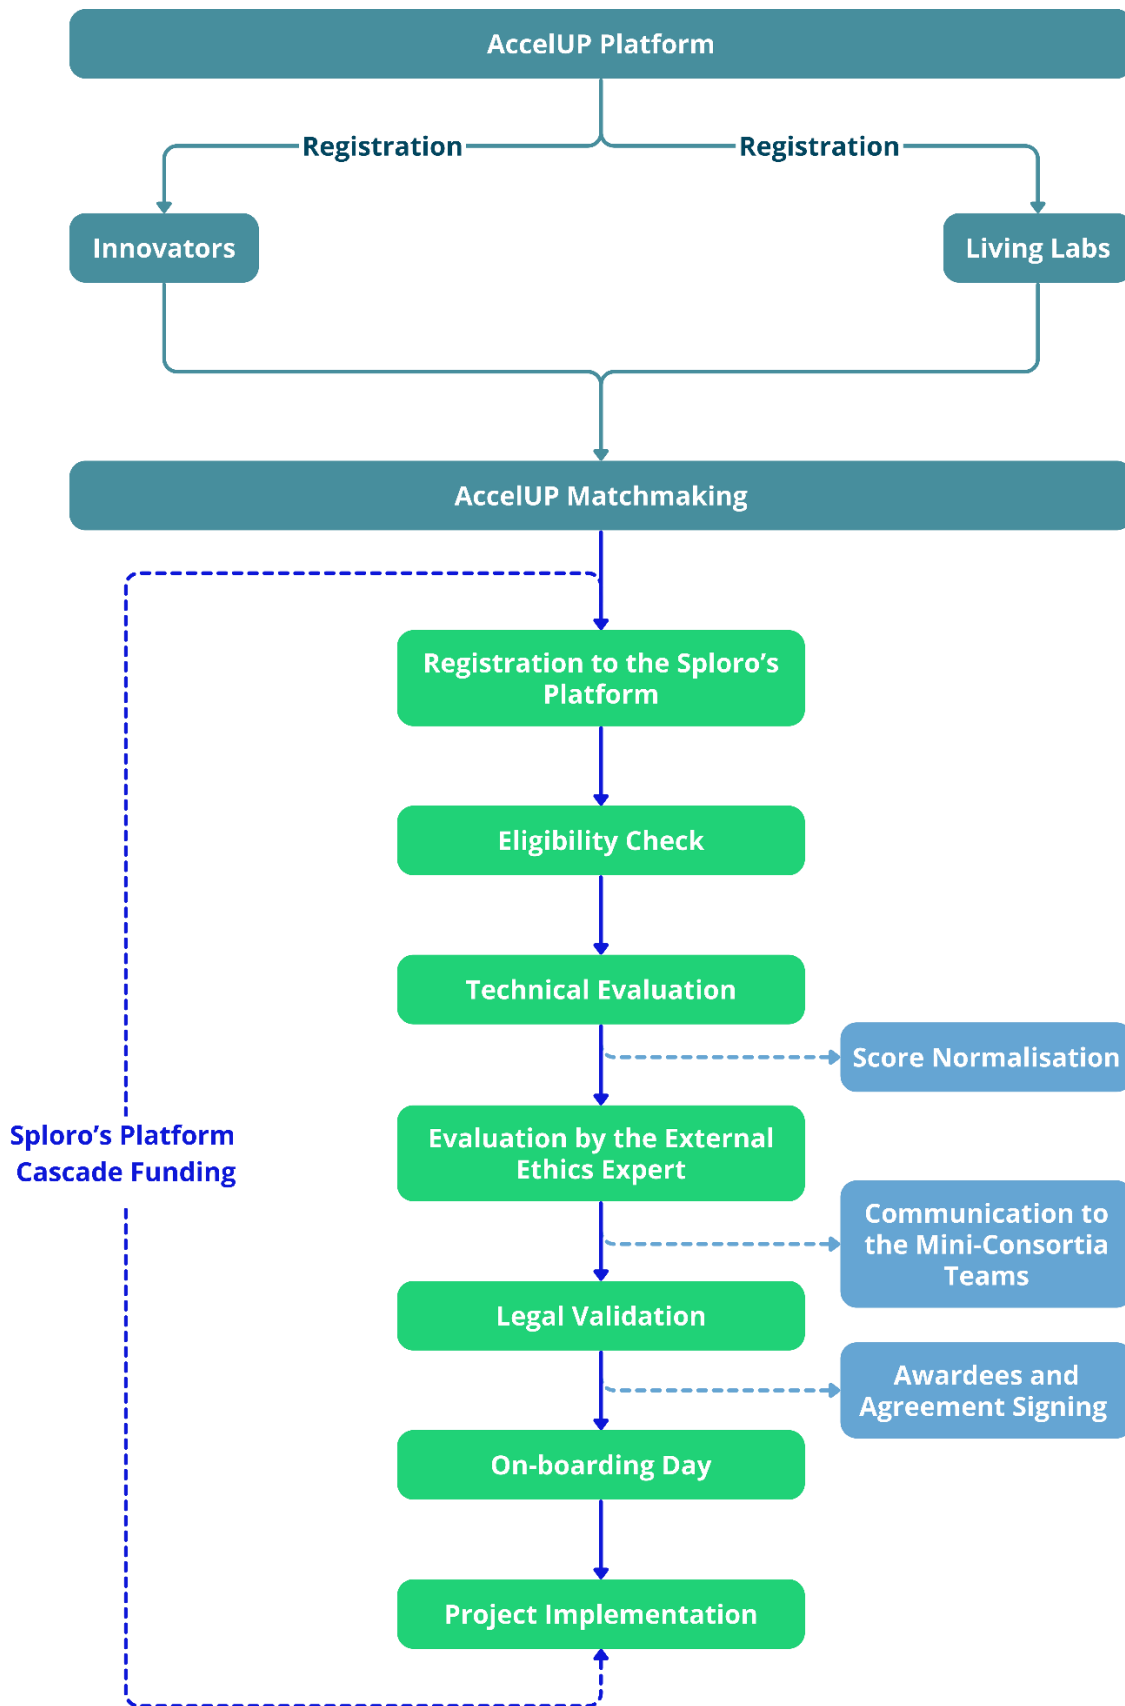 AccelUP Platform
Registration
Registration
Innovators
Living Labs
AccelUP Matchmaking
Registration to the Sploro’s
Platform
Eligibility Check
Technical Evaluation
Score Normalisation
Sploro’s Platform
Cascade Funding
Evaluation by the External
Ethics Expert
Communication to
the Mini-Consortia
Teams
Legal Validation
Awardees and
Agreement Signing
On-boarding Day
Project Implementation